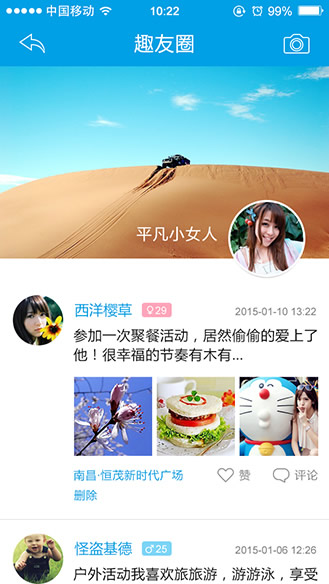 中国移动 10:22 99%
趣友圈
平凡小女人
西洋樱草 ♀29 2015-01-10 13:22
参加一次聚餐活动，居然偷偷的爱上了
他！很幸福的节奏有木有...
南昌·恒茂新时代广场 赞 评论
删除
怪盗基德 ♂25 2015-01-06 12:26
户外活动我喜欢旅旅游，游游泳，享受